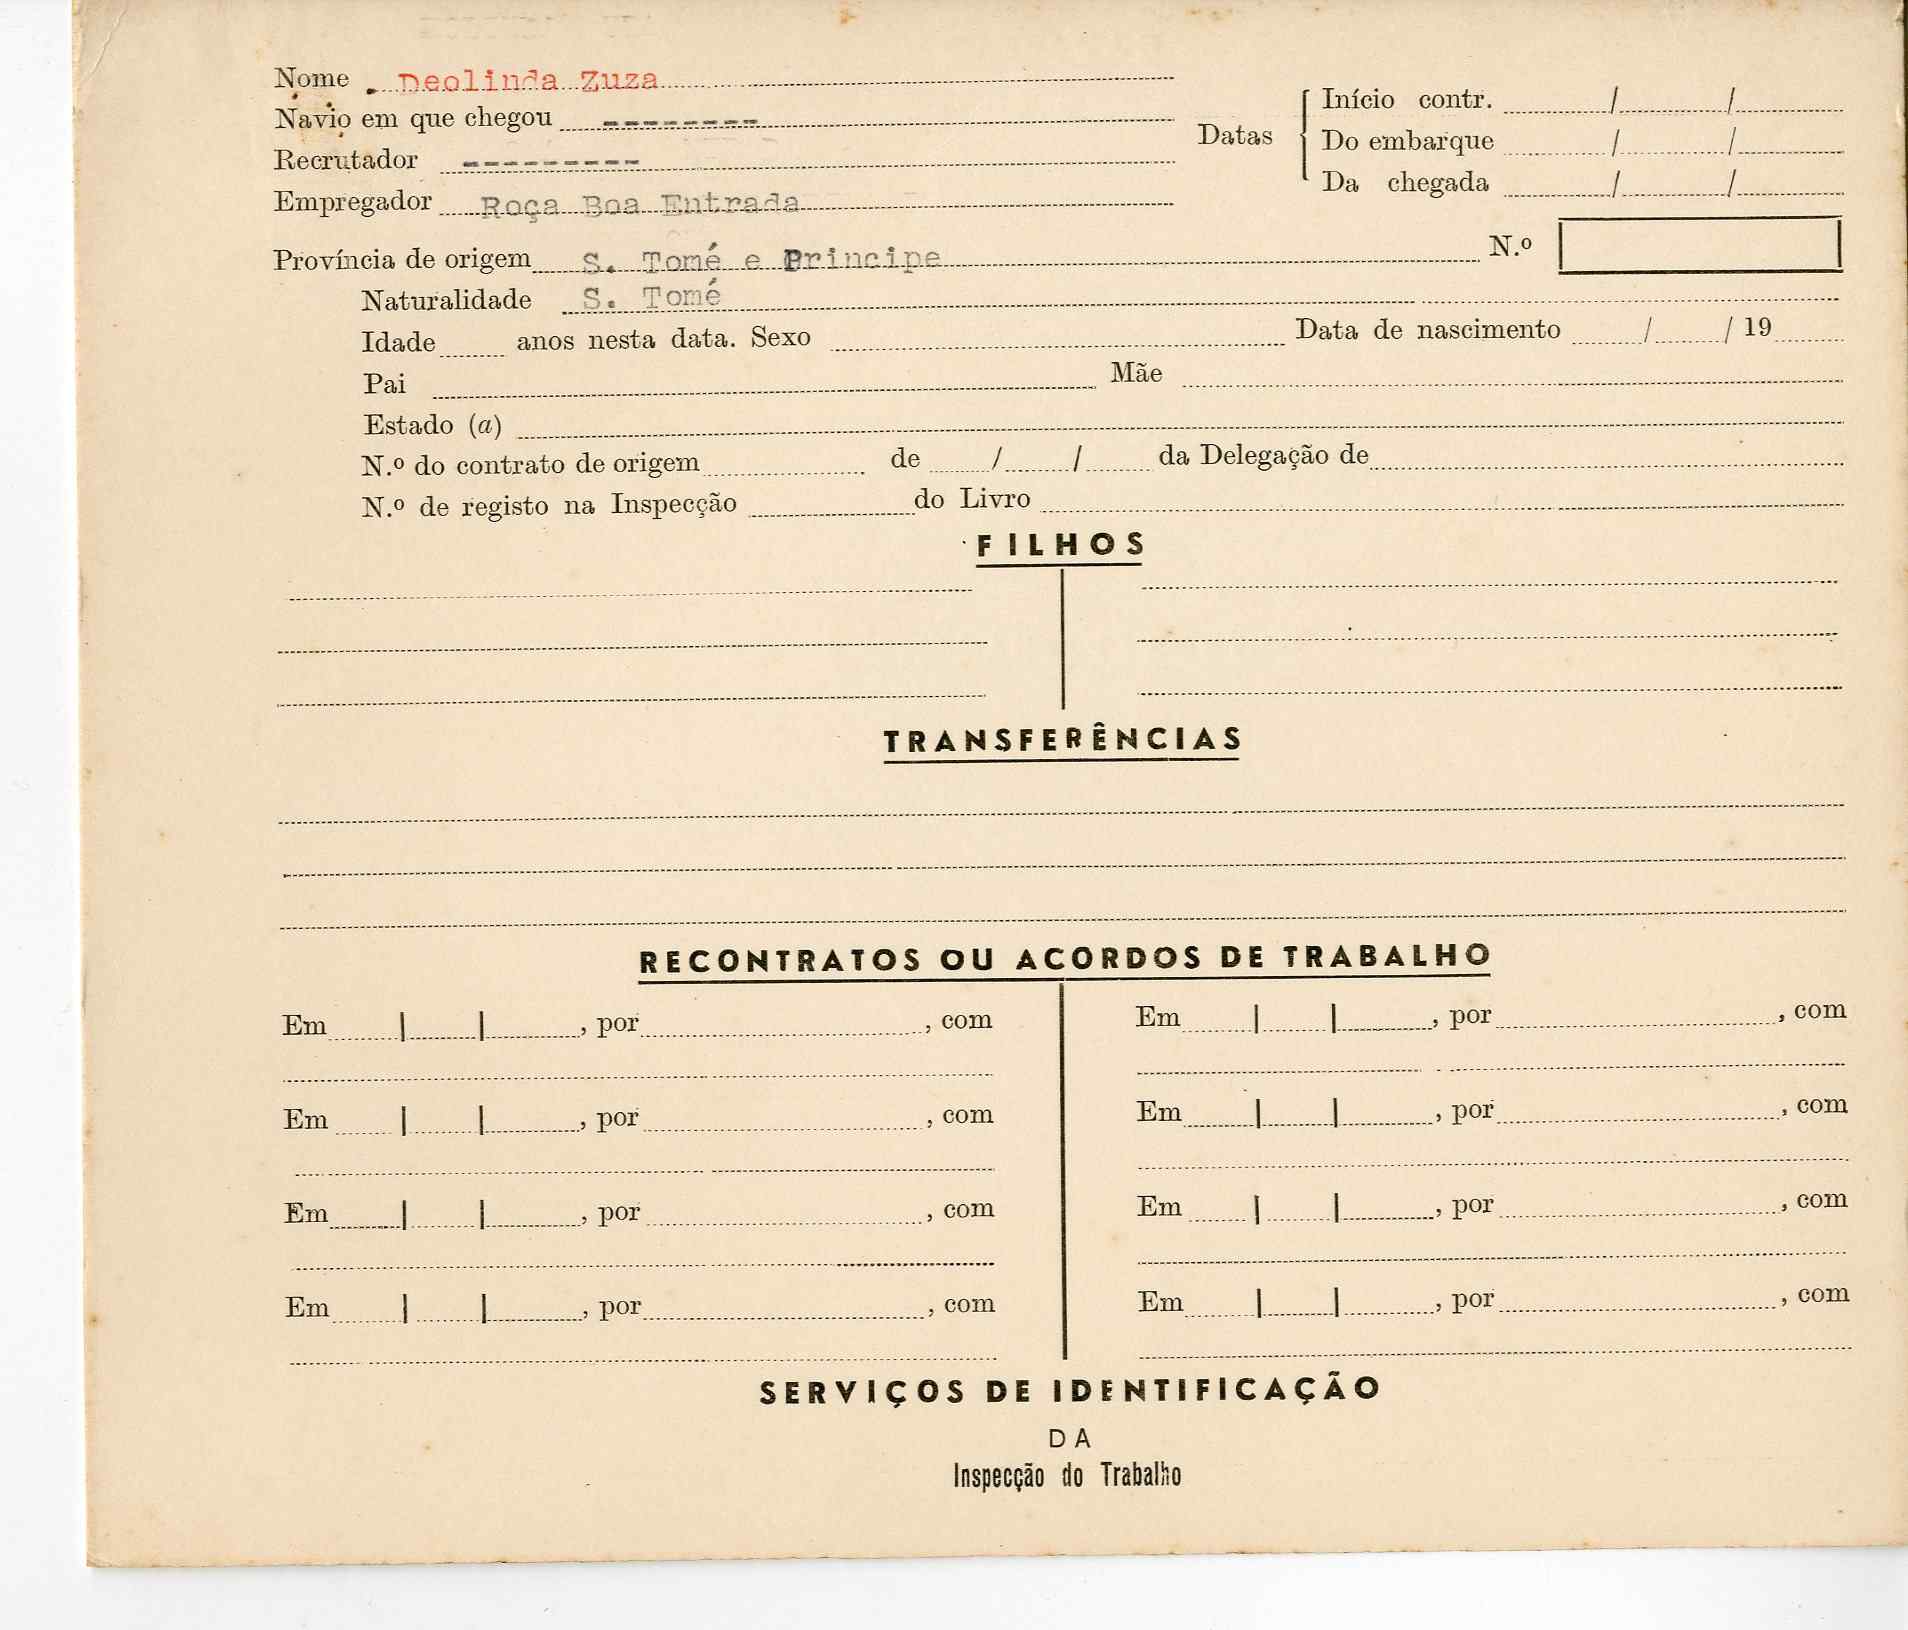 Nome . Deolinda Zuza
Navio em que chegou --------
Recrutador ---------
Empregador Roça Boa Entrada
Datas
Início contr. / /
Do embarque / /
Da chegada / /
Província de origem S. Tomé e Principe N.º
Naturalidade S. Tomé
Idade anos nesta data. Sexo Data de nascimento / / 19
Pai Mãe
Estado (a)
N.º do contrato de origem de / / da Delegação de
N.º de registo na Inspecção do Livro
FILHOS
TRANSFERÊNCIAS
RECONTRATOS OU ACORDOS DE TRABALHO
Em | | , por , com Em | | , por , com
Em | | , por , com Em | | , por , com
Em | | , por , com Em | | , por , com
Em | | , por , com Em | | , por , com
SERVIÇOS DE IDENTIFICAÇÃO
DA
Inspecção do Trabalho